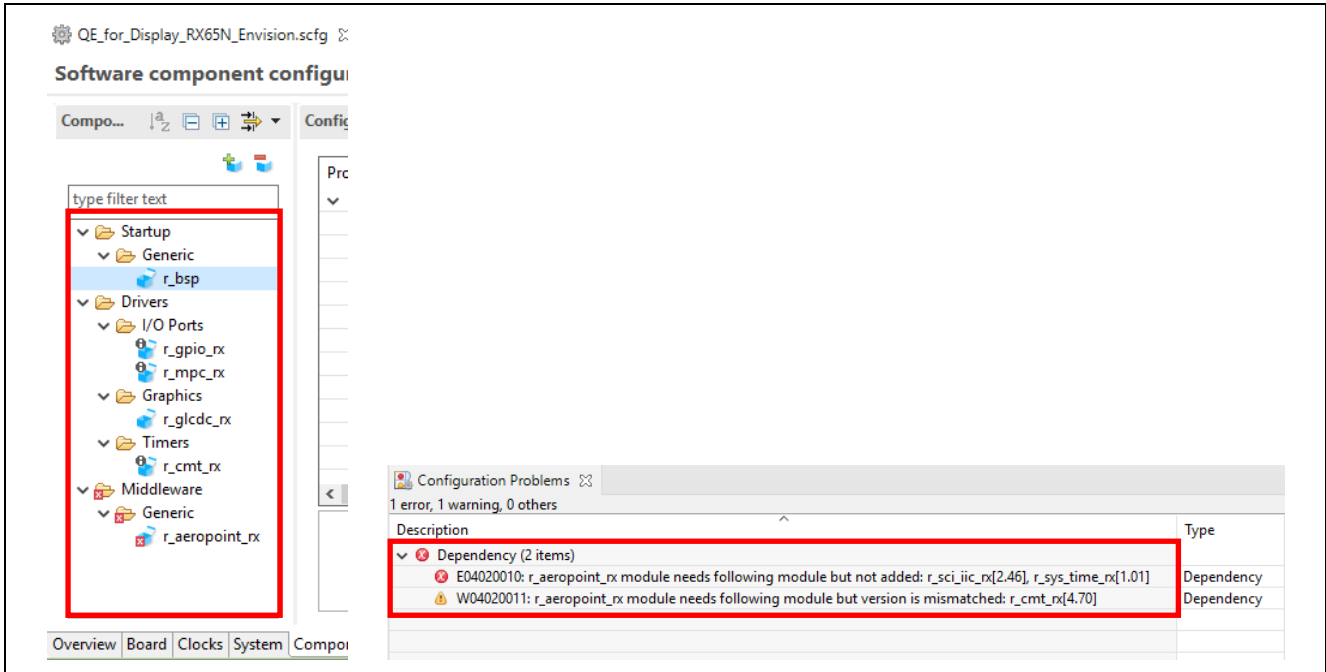 QE_for_Display_RX65N_Envision.scfg
Software component configu
Compo...
Config
type filter text
Pro
Startup
Generic
r_bsp
Drivers
I/O Ports
r_gpio_rx
r_mpc_rx
Graphics
r_glcdc_rx
Timers
r_cmt_rx
Middleware
Generic
r_aeropoint_rx
Overview Board Clocks System Compon
Configuration Problems
1 error, 1 warning, 0 others
Description Type
Dependency (2 items)
E04020010: r_aeropoint_rx module needs following module but not added: r_sci_iic_rx[2.46], r_sys_time_rx[1.01] Dependency
W04020011: r_aeropoint_rx module needs following module but version is mismatched: r_cmt_rx[4.70] Dependency